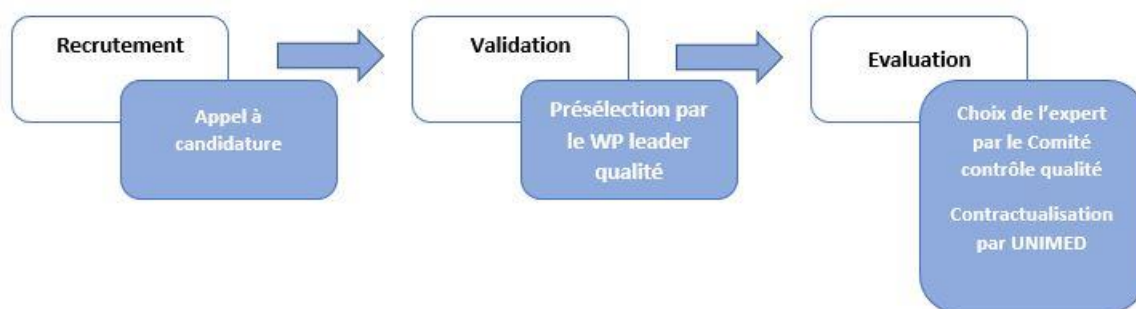 Recrutement
Appel à
candidature
Validation
Présélection par
le WP leader
qualité
Evaluation
Choix de l'expert
par le Comité
contrôle qualité
Contractualisation
par UNIMED